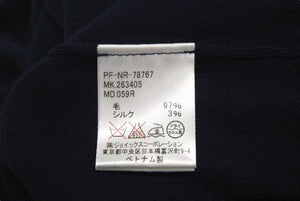 PF-NR-78767
MK.263405
MD.059R
毛 97%
シルク 3%
㈱ジョイックスコーポレーション
東京都中央区日本橋富沢町9-4
ベトナム製